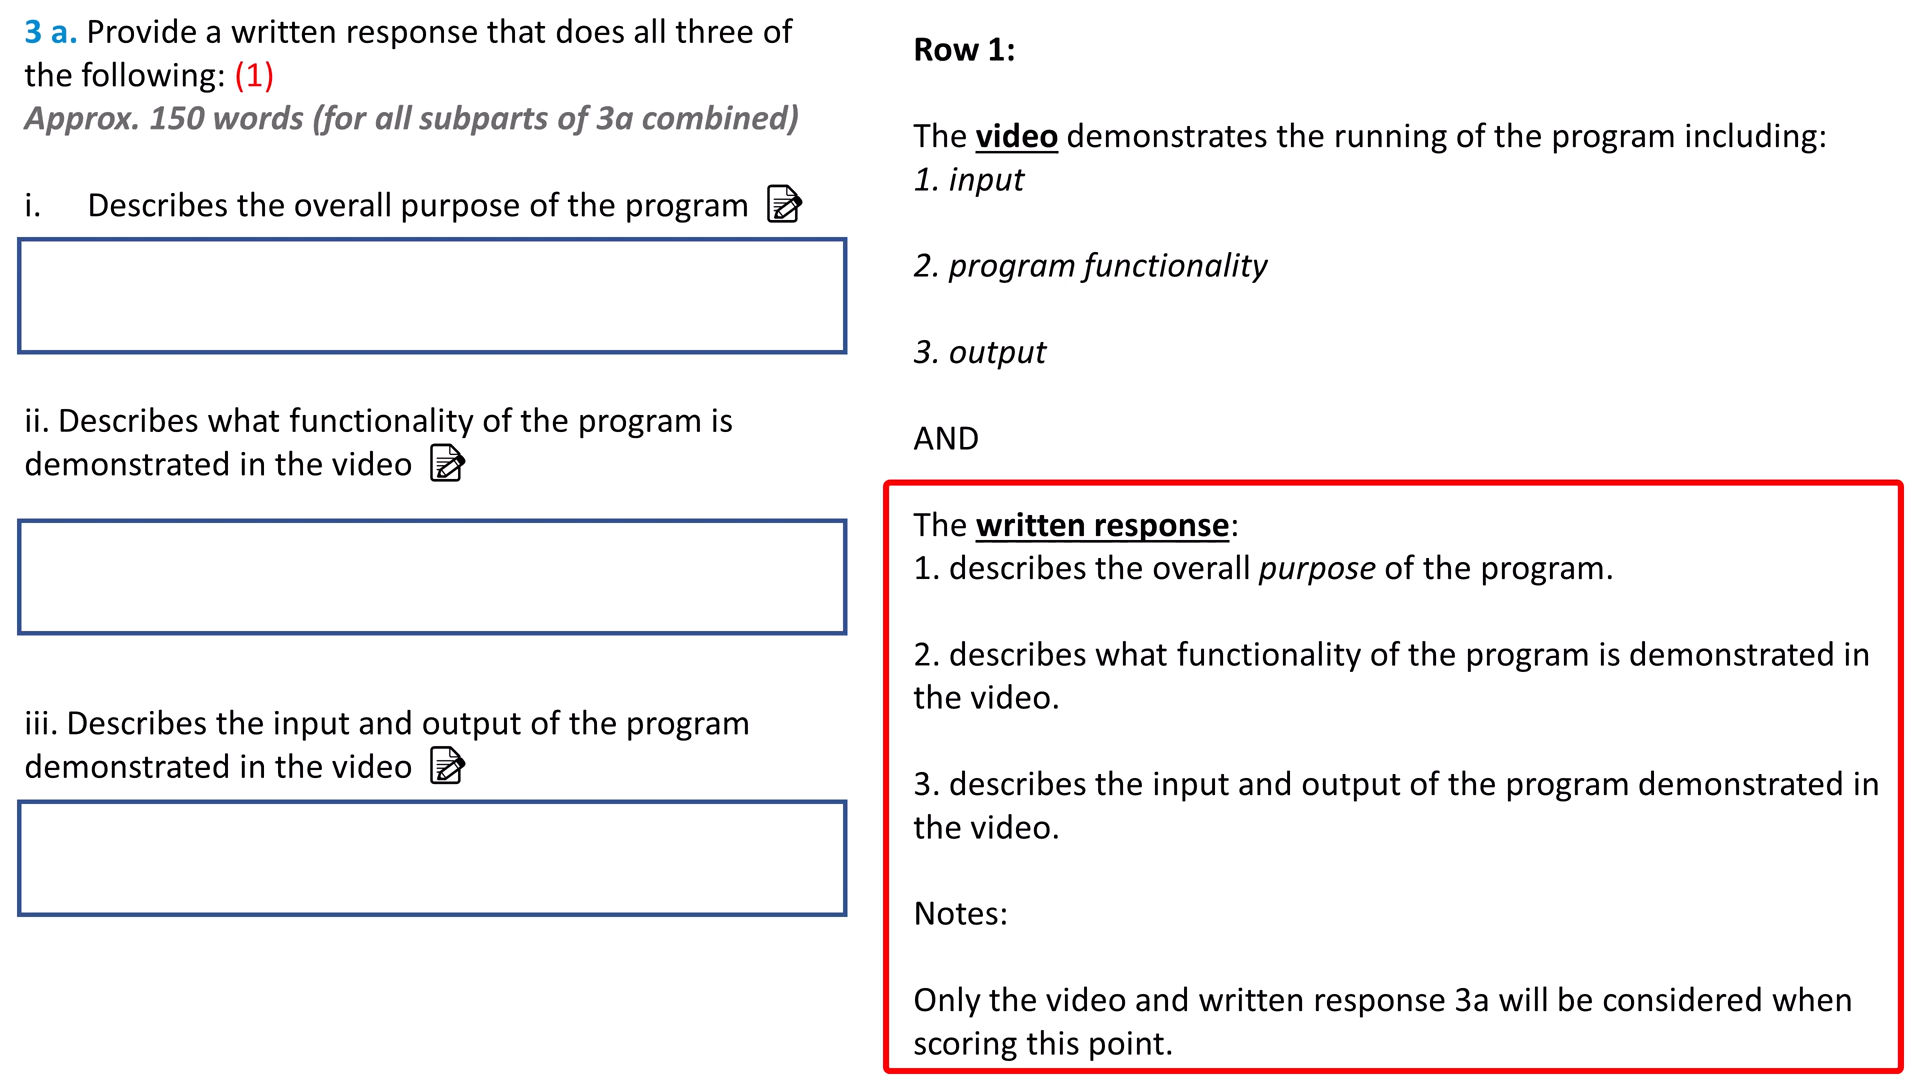 3 a. Provide a written response that does all three of
the following: (1)
Approx. 150 words (for all subparts of 3a combined)
i. Describes the overall purpose of the program
ii. Describes what functionality of the program is
demonstrated in the video
iii. Describes the input and output of the program
demonstrated in the video
Row 1:
The video demonstrates the running of the program including:
1. input
2. program functionality
3. output
AND
The written response:
1. describes the overall purpose of the program.
2. describes what functionality of the program is demonstrated in
the video.
3. describes the input and output of the program demonstrated in
the video.
Notes:
Only the video and written response 3a will be considered when
scoring this point.